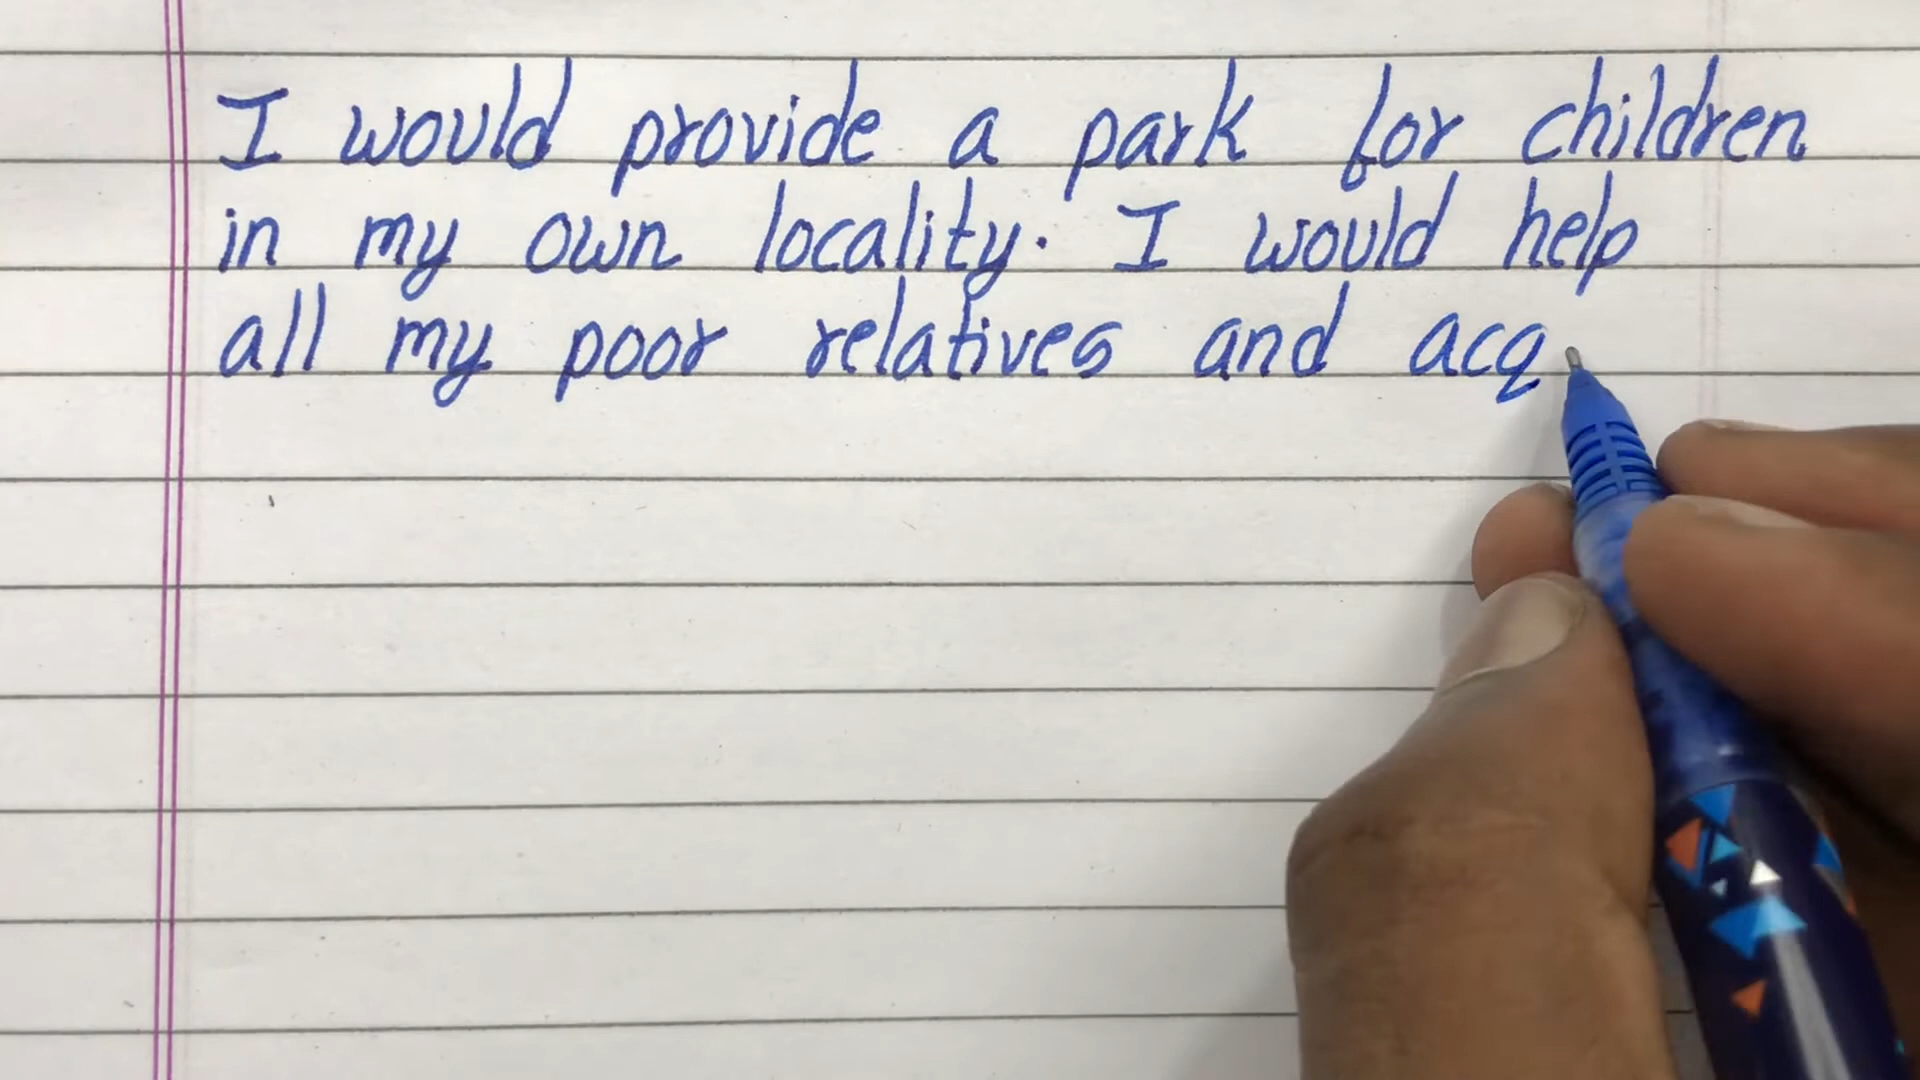 I would provide a park for children
in my own locality. I would help
all my poor relatives and acq